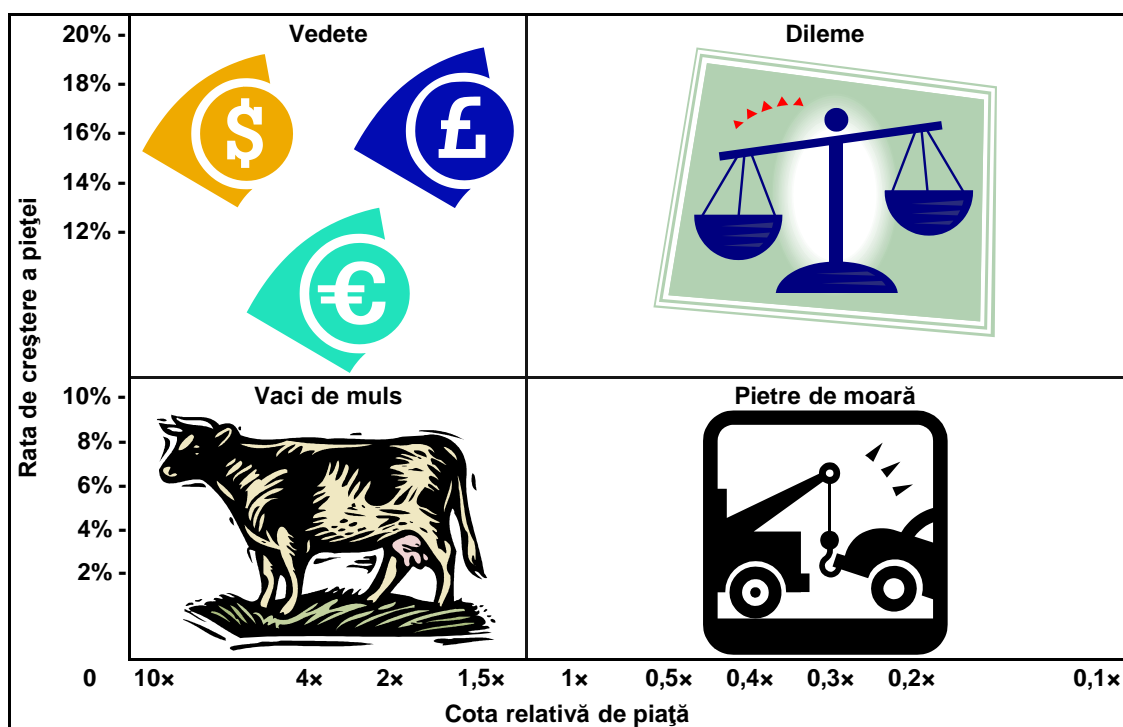 20% -
Vedete
Dileme
18% -
16% -
14% -
12% -
$
£
€
Rata de creştere a pieţei
10% -
Vaci de muls
Pietre de moară
8% -
6% -
4% -
2% -
0 10× 4× 2× 1,5× 1× 0,5× 0,4× 0,3× 0,2× 0,1×
Cota relativă de piaţă